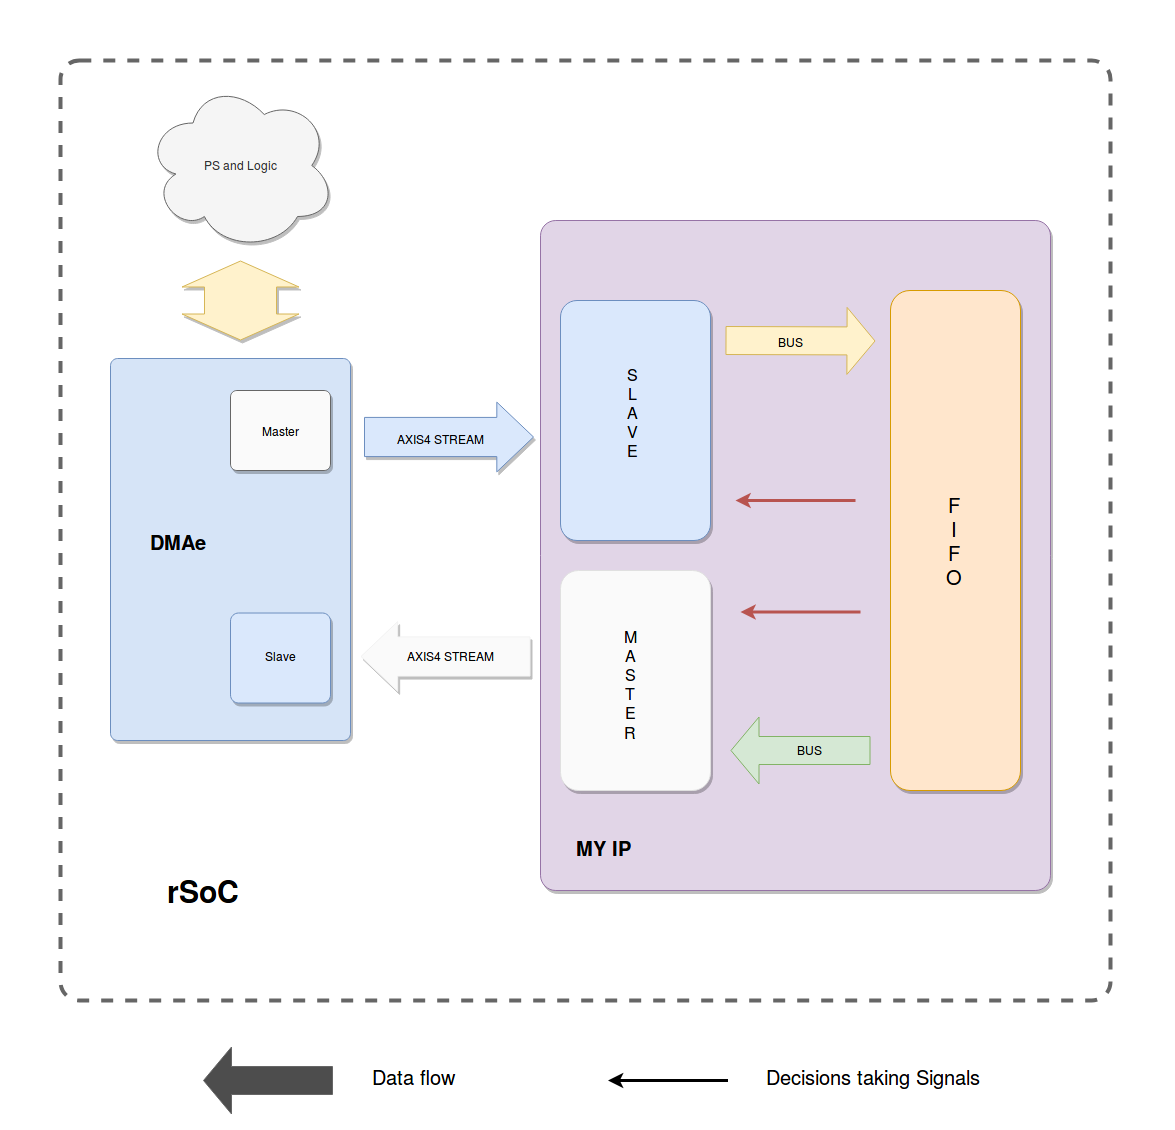 PS and Logic
Master
DMAe
Slave
AXIS4 STREAM
AXIS4 STREAM
S
L
A
V
E
M
A
S
T
E
R
BUS
BUS
F
I
F
O
MY IP
rSoC
Data flow
Decisions taking Signals